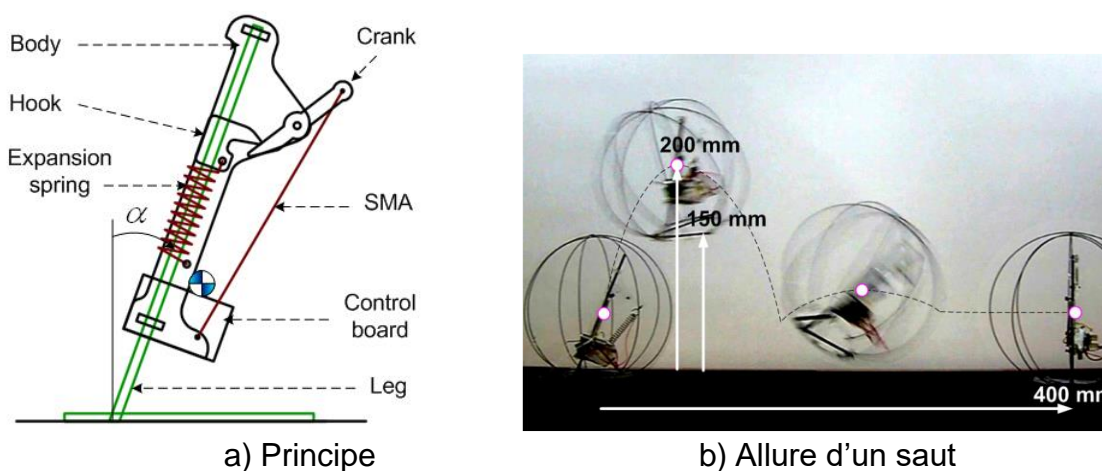 Body
Hook
Expansion
spring
α
Crank
SMA
Control
board
Leg
200 mm
150 mm
400 mm
a) Principe
b) Allure d'un saut